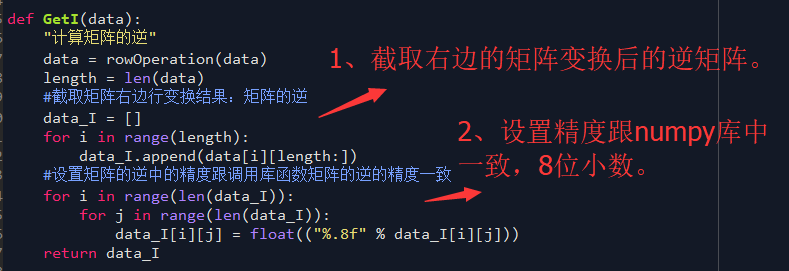 def GetI(data):
"计算矩阵的逆"
data = rowOperation(data)
length = len(data)
#截取矩阵右边行变换结果：矩阵的逆
data_I = []
for i in range(length):
data_I.append(data[i][length:])
#设置矩阵的逆中的精度跟调用库函数矩阵的逆的精度一致
for i in range(len(data_I)):
for j in range(len(data_I)):
data_I[i][j] = float(("%.8f" % data_I[i][j]))
return data_I
1、截取右边的矩阵变换后的逆矩阵。
2、设置精度跟numpy库中
一致，8位小数。